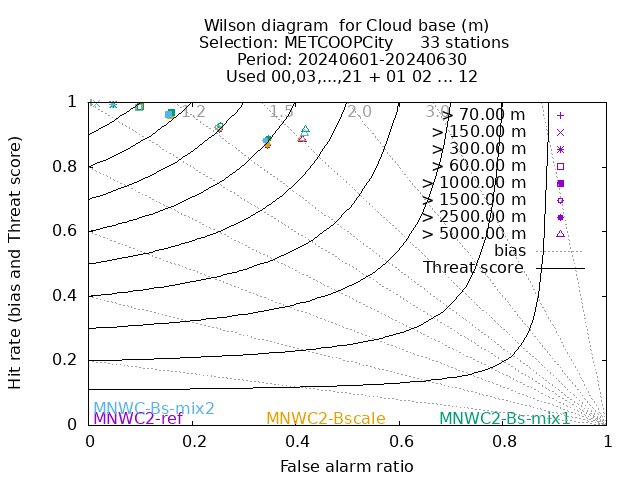 Wilson diagram  for Cloud base (m)
Selection: METCOOPCity     33 stations
Period: 20240601-20240630
Used 00,03,...,21 + 01 02 ... 12
1.2 1.5 2.0 3.0
> 70.00 m
> 150.00 m
> 300.00 m
> 600.00 m
> 1000.00 m
> 1500.00 m
> 2500.00 m
> 5000.00 m
bias
Threat score
1
0.8
0.6
0.4
0.2
0
Hit rate (bias and Threat score)
MNWC-Bs-mix2
MNWC2-ref MNWC2-Bscale MNWC2-Bs-mix1
0 0.2 0.4 0.6 0.8 1
False alarm ratio